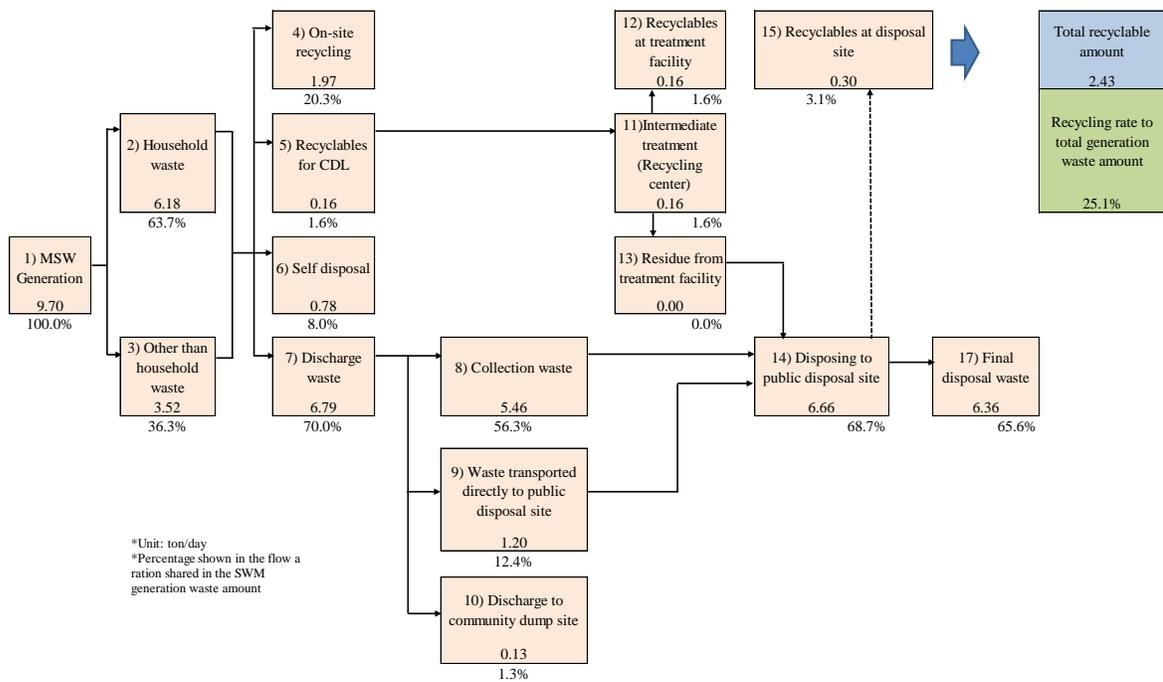 1) MSW
Generation
9.70
100.0%
2) Household
waste
6.18
63.7%
3) Other than
household
waste
3.52
36.3%
4) On-site
recycling
1.97
20.3%
5) Recyclables
for CDL
0.16
1.6%
6) Self disposal
0.78
8.0%
7) Discharge
waste
6.79
70.0%
8) Collection waste
5.46
56.3%
9) Waste transported
directly to public
disposal site
1.20
12.4%
10) Discharge to
community dump site
0.13
1.3%
12) Recyclables
at treatment
facility
0.16
1.6%
11)Intermediate
treatment
(Recycling
center)
0.16
1.6%
13) Residue from
treatment facility
0.00
0.0%
15) Recyclables at disposal
site
0.30
3.1%
14) Disposing to
public disposal site
6.66
68.7%
17) Final
disposal waste
6.36
65.6%
Total recyclable
amount
2.43
Recycling rate to
total generation
waste amount
25.1%
*Unit: ton/day
*Percentage shown in the flow a
ration shared in the SWM
generation waste amount